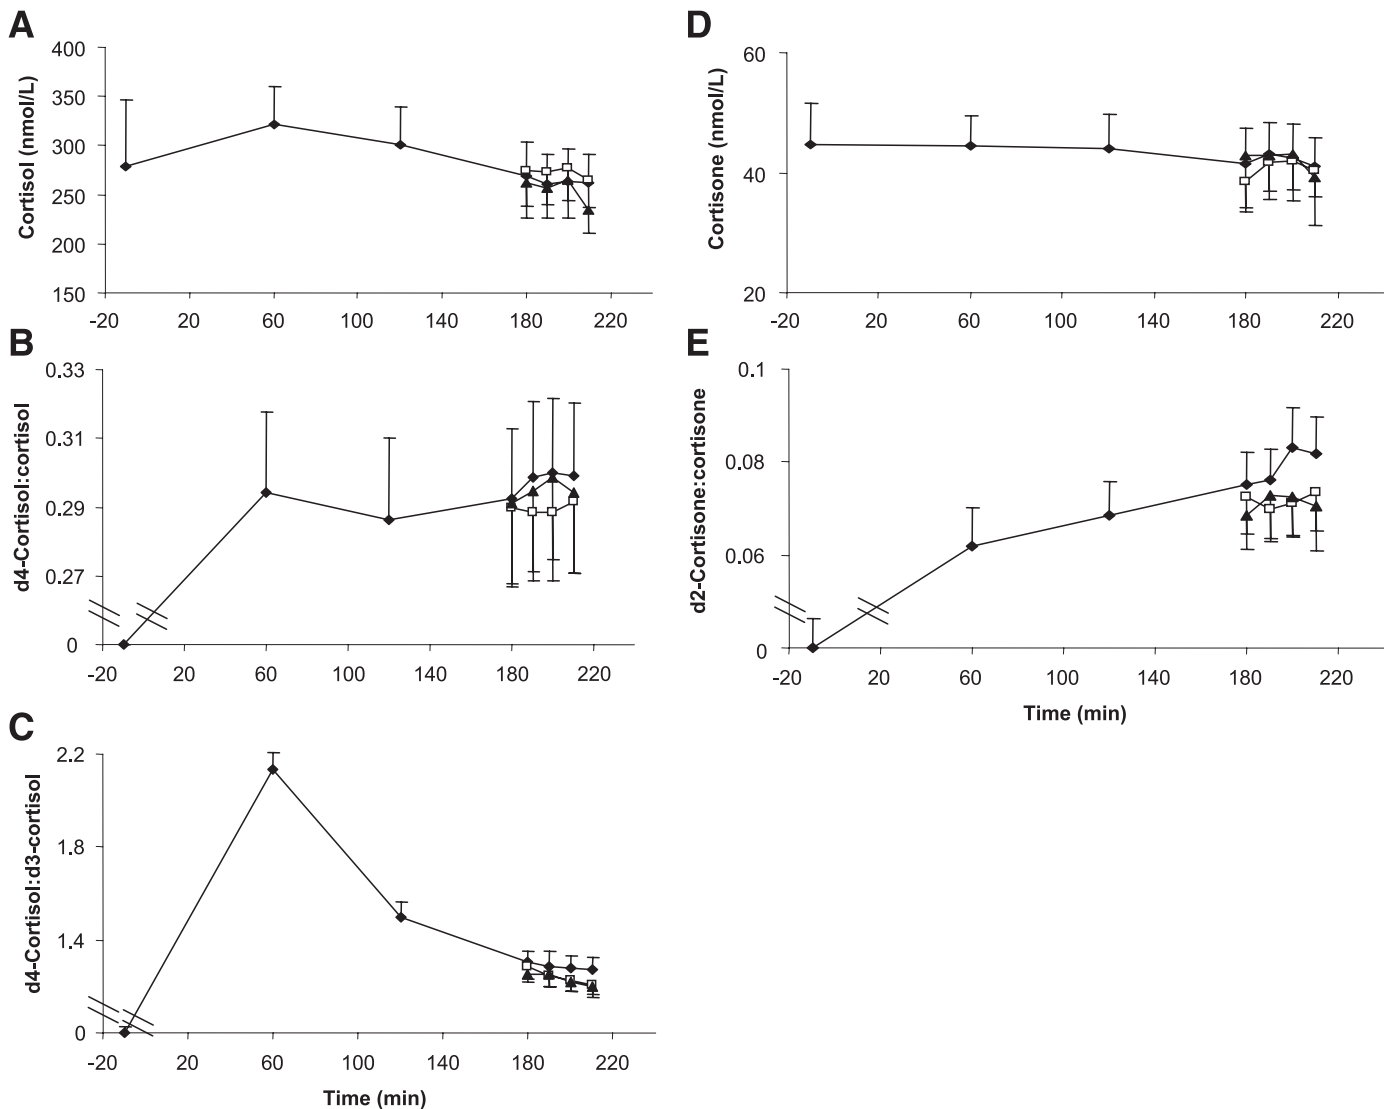 A
Cortisol (nmol/L)
400
350
300
250
200
150
-20 20 60 100 140 180 220
B
d4-Cortisol:cortisol
0.33
0.31
0.29
0.27
0
-20 20 60 100 140 180 220
C
d4-Cortisol:d3-cortisol
2.2
1.8
1.4
0
-20 20 60 100 140 180 220
Time (min)
D
Cortisone (nmol/L)
60
40
20
-20 20 60 100 140 180 220
E
d2-Cortisone:cortisone
0.1
0.08
0.06
0
-20 20 60 100 140 180 220
Time (min)